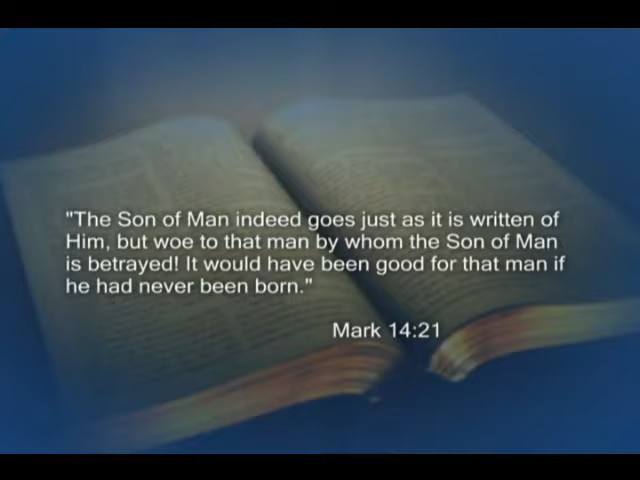 "The Son of Man indeed goes just as it is written of
Him, but woe to that man by whom the Son of Man
is betrayed! It would have been good for that man if
he had never been born."
Mark 14:21